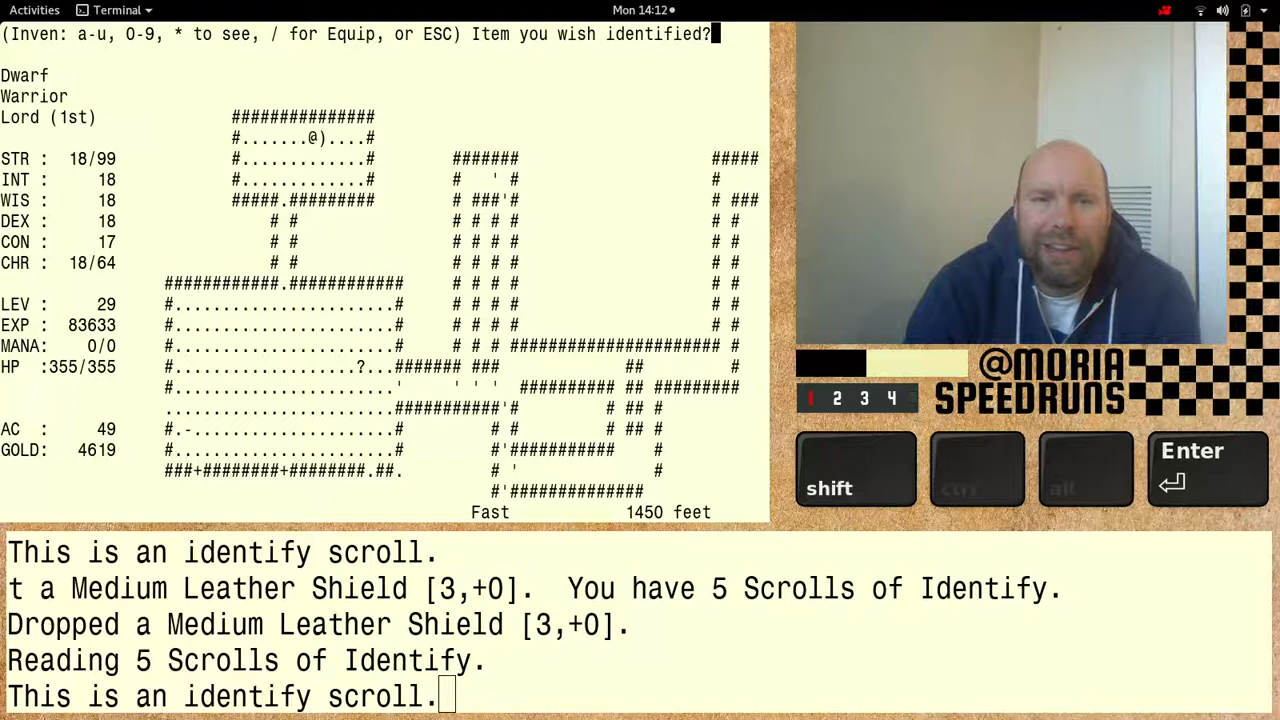 Activities Terminal Mon 14:12
(Inven: a-u, 0-9, * to see, / for Equip, or ESC) Item you wish identified?
Dwarf
Warrior
Lord (1st)
###############
#.......@)....#
STR : 18/99 #.............# ####### #####
INT : 18 #.............# # ' # #
WIS : 18 #####.######### # ###'# # ###
DEX : 18 # # # # # # # #
CON : 17 # # # # # # # #
CHR : 18/64 # # # # # # # #
############.############ # # # # # #
LEV : 29 #.......................# # # # # # #
EXP : 83633 #.......................# # # # # # #
MANA: 0/0 #.......................# # # # ###################### #
HP :355/355 #....................?...####### ### ## #
#.......................' ' ' ' ########## ## #########
........................###########'# # ## #
AC : 49 #.-.....................# # # # ## #
GOLD: 4619 #.......................# #'########## #
###+########+########.##. # ' #
#'##############
Fast 1450 feet
@MORIA
SPEEDRUNS
1 2 3 4
shift ctrl alt Enter
This is an identify scroll.
t a Medium Leather Shield [3,+0]. You have 5 Scrolls of Identify.
Dropped a Medium Leather Shield [3,+0].
Reading 5 Scrolls of Identify.
This is an identify scroll.